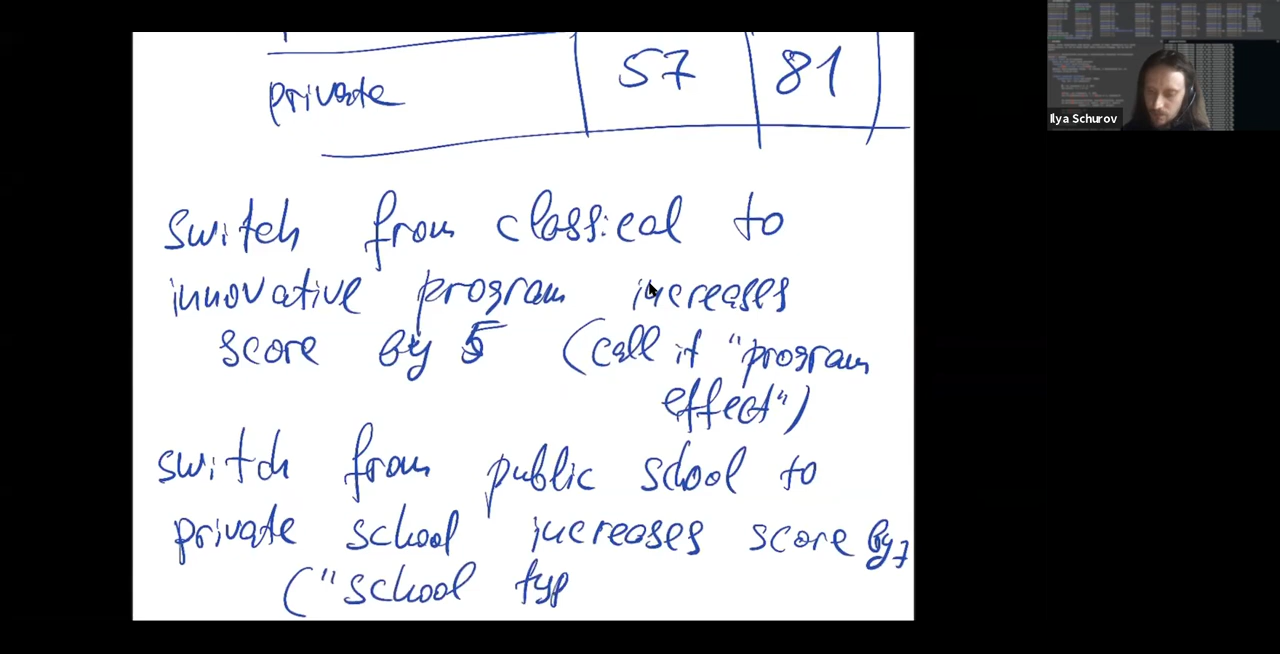 private 57 81
switch from classical to
innovative program increases
score by 5 (call it "program
effect")
switch from public school to
private school increases score by 7
("school typ
Ilya Schurov